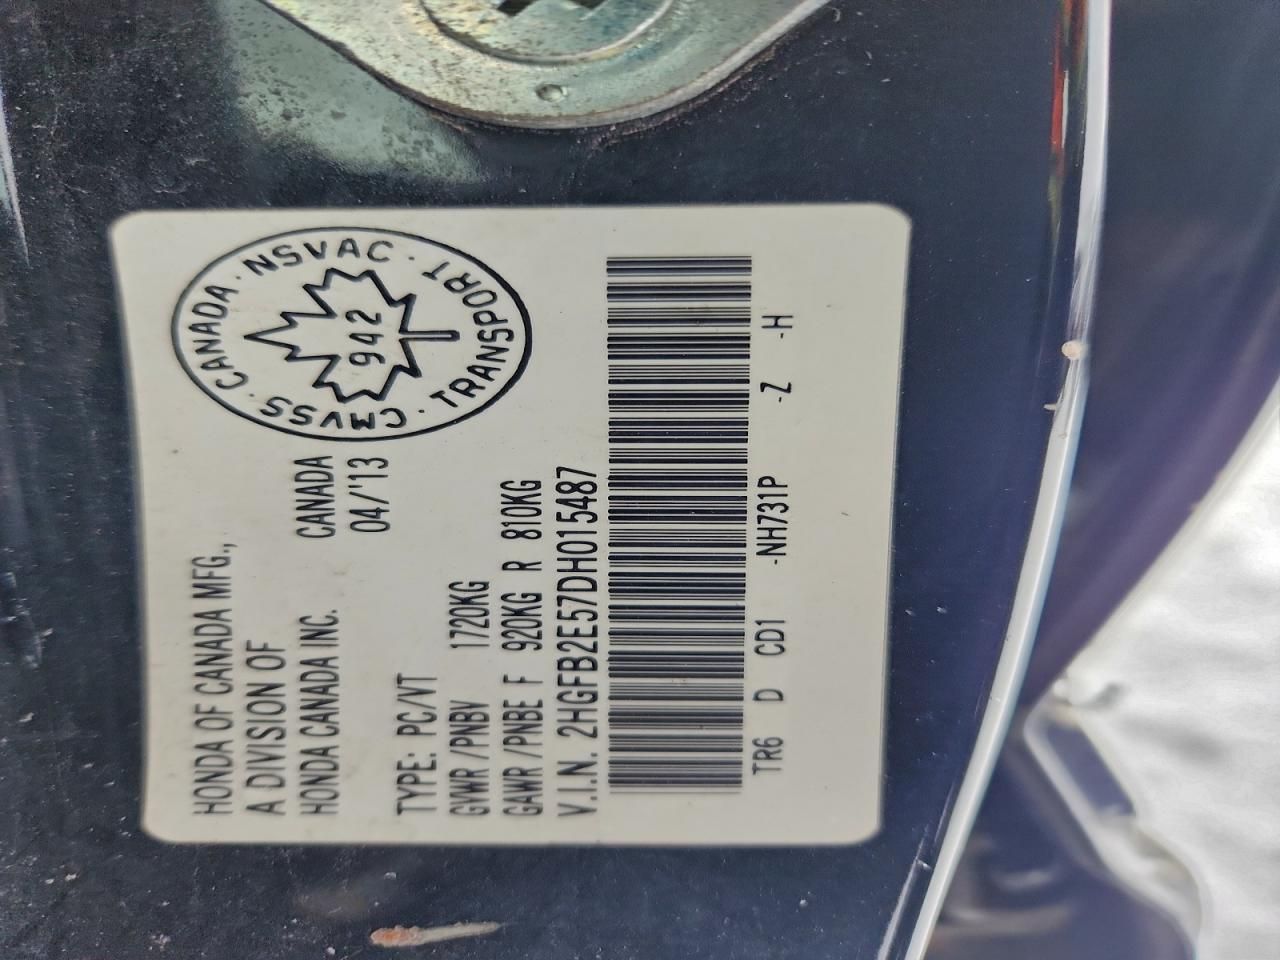 HONDA OF CANADA MFG.,
A DIVISION OF
HONDA CANADA INC.
CANADA
04/'13
CMVSS · CANADA · NSVAC · TRANSPORT ·
942
TYPE: PC/VT
GVWR/PNBV 1720KG
GAWR/PNBE F 920KG R 810KG
V.I.N. 2HGFB2E57DH015487
TR6 D CD1 -NH731P -Z -H